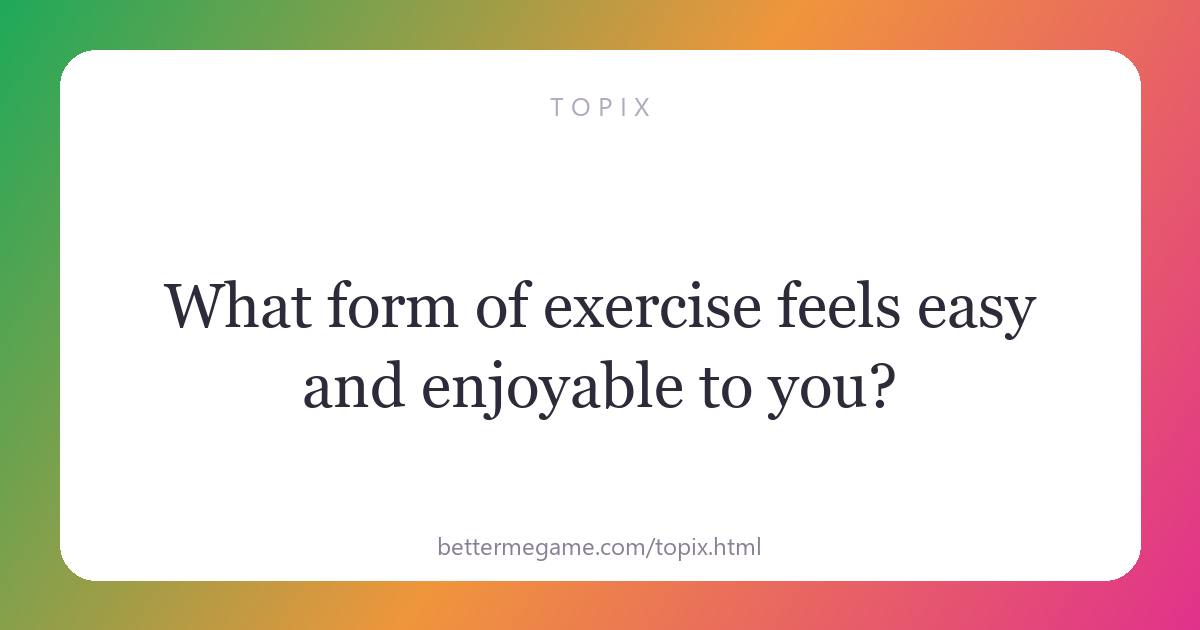 TOPIX
What form of exercise feels easy
and enjoyable to you?
bettermegame.com/topix.html